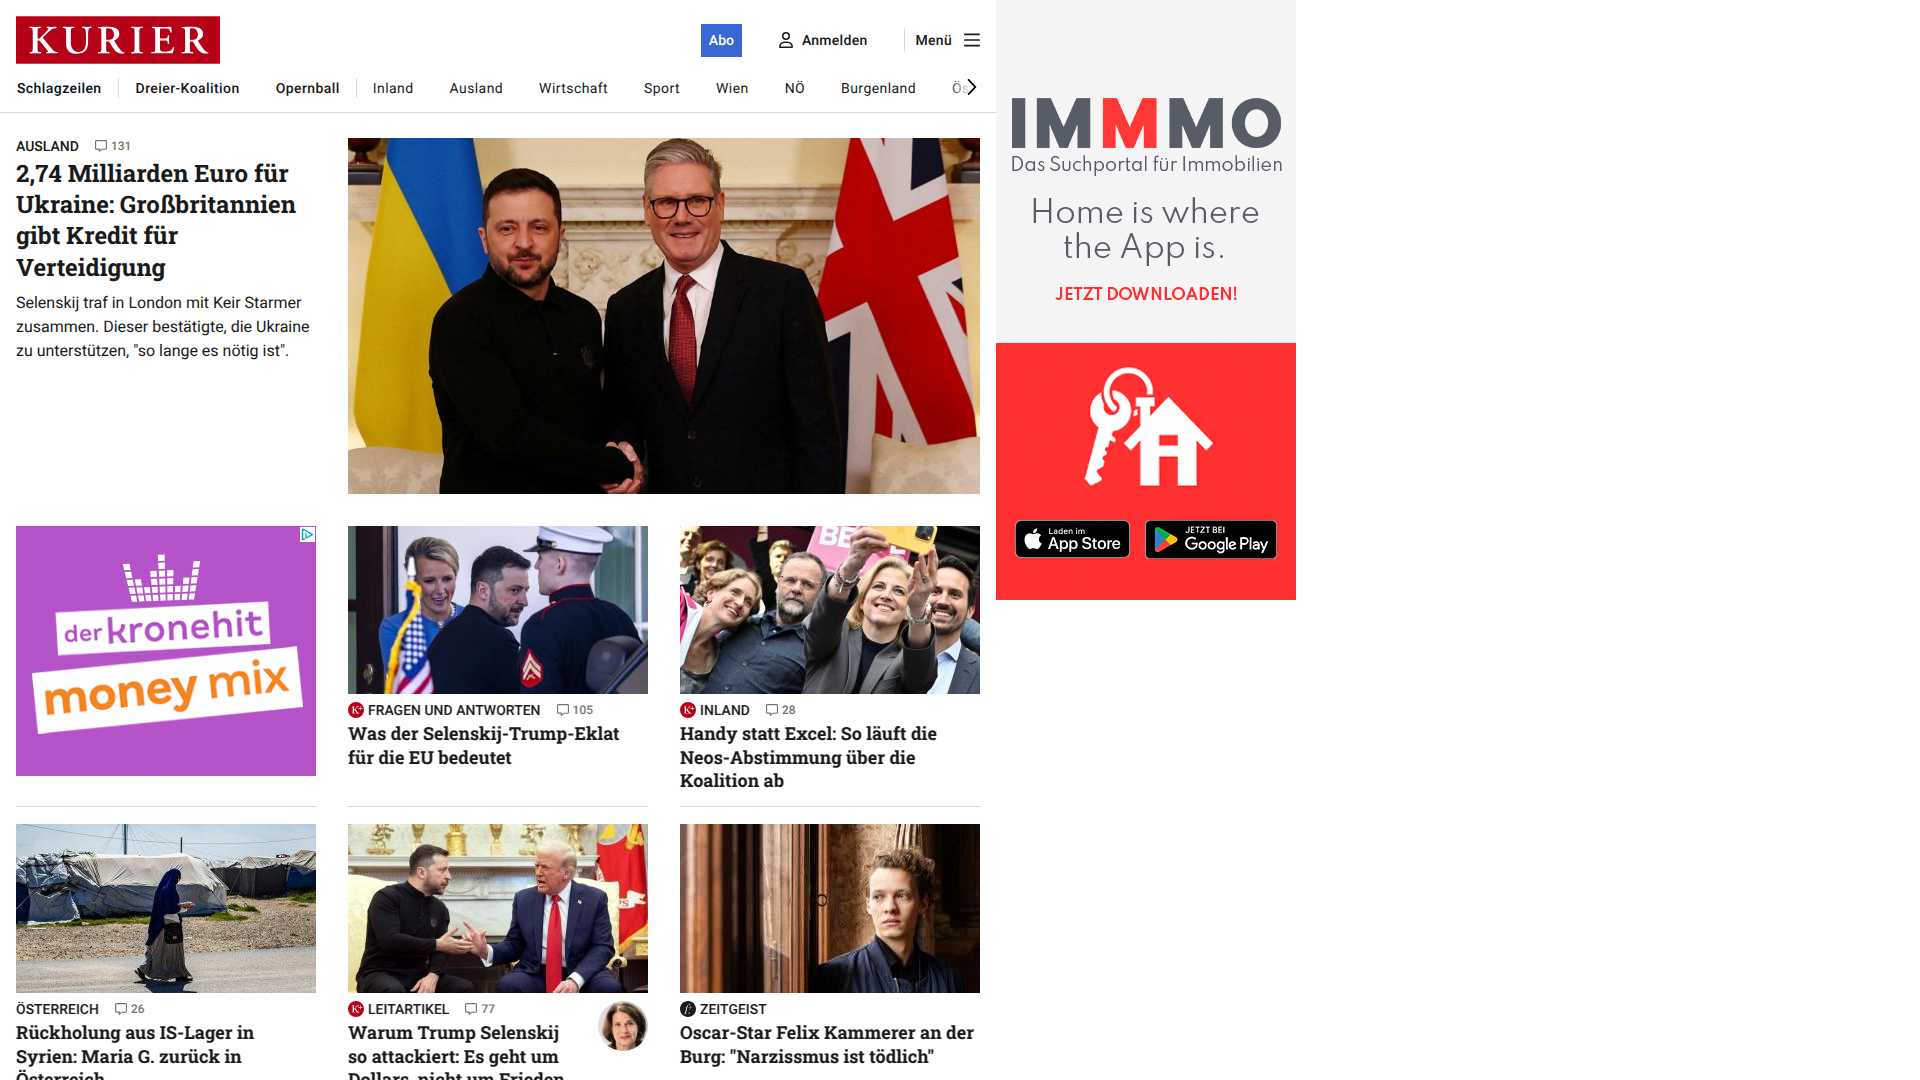 KURIER
Abo
Anmelden
Menü
Schlagzeilen
Dreier-Koalition
Opernball
Inland
Ausland
Wirtschaft
Sport
Wien
NÖ
Burgenland
AUSLAND 131
2,74 Milliarden Euro für
Ukraine: Großbritannien
gibt Kredit für
Verteidigung
Selenskij traf in London mit Keir Starmer
zusammen. Dieser bestätigte, die Ukraine
zu unterstützen, "so lange es nötig ist".
IMMMO
Das Suchportal für Immobilien
Home is where
the App is.
JETZT DOWNLOADEN!
Laden im
App Store
JETZT BEI
Google Play
der kronehit
money mix
K+ FRAGEN UND ANTWORTEN 105
Was der Selenskij-Trump-Eklat
für die EU bedeutet
K+ INLAND 28
Handy statt Excel: So läuft die
Neos-Abstimmung über die
Koalition ab
ÖSTERREICH 26
Rückholung aus IS-Lager in
Syrien: Maria G. zurück in
Österreich
K+ LEITARTIKEL 77
Warum Trump Selenskij
so attackiert: Es geht um
Dollars, nicht um Frieden
ZEITGEIST
Oscar-Star Felix Kammerer an der
Burg: "Narzissmus ist tödlich"